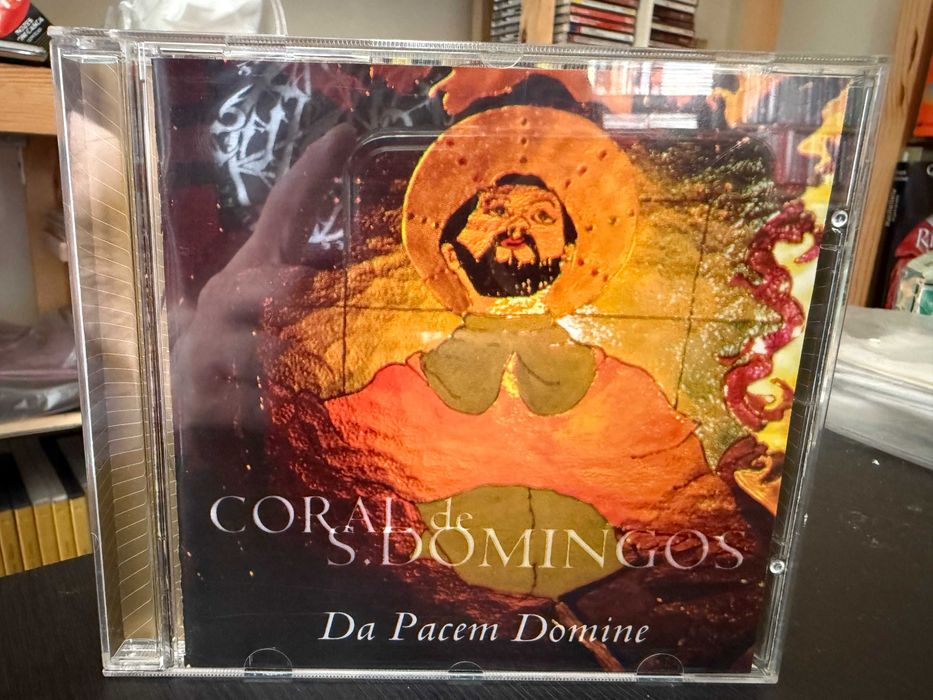 CORAL de
S. DOMINGOS
Da Pacem Domine